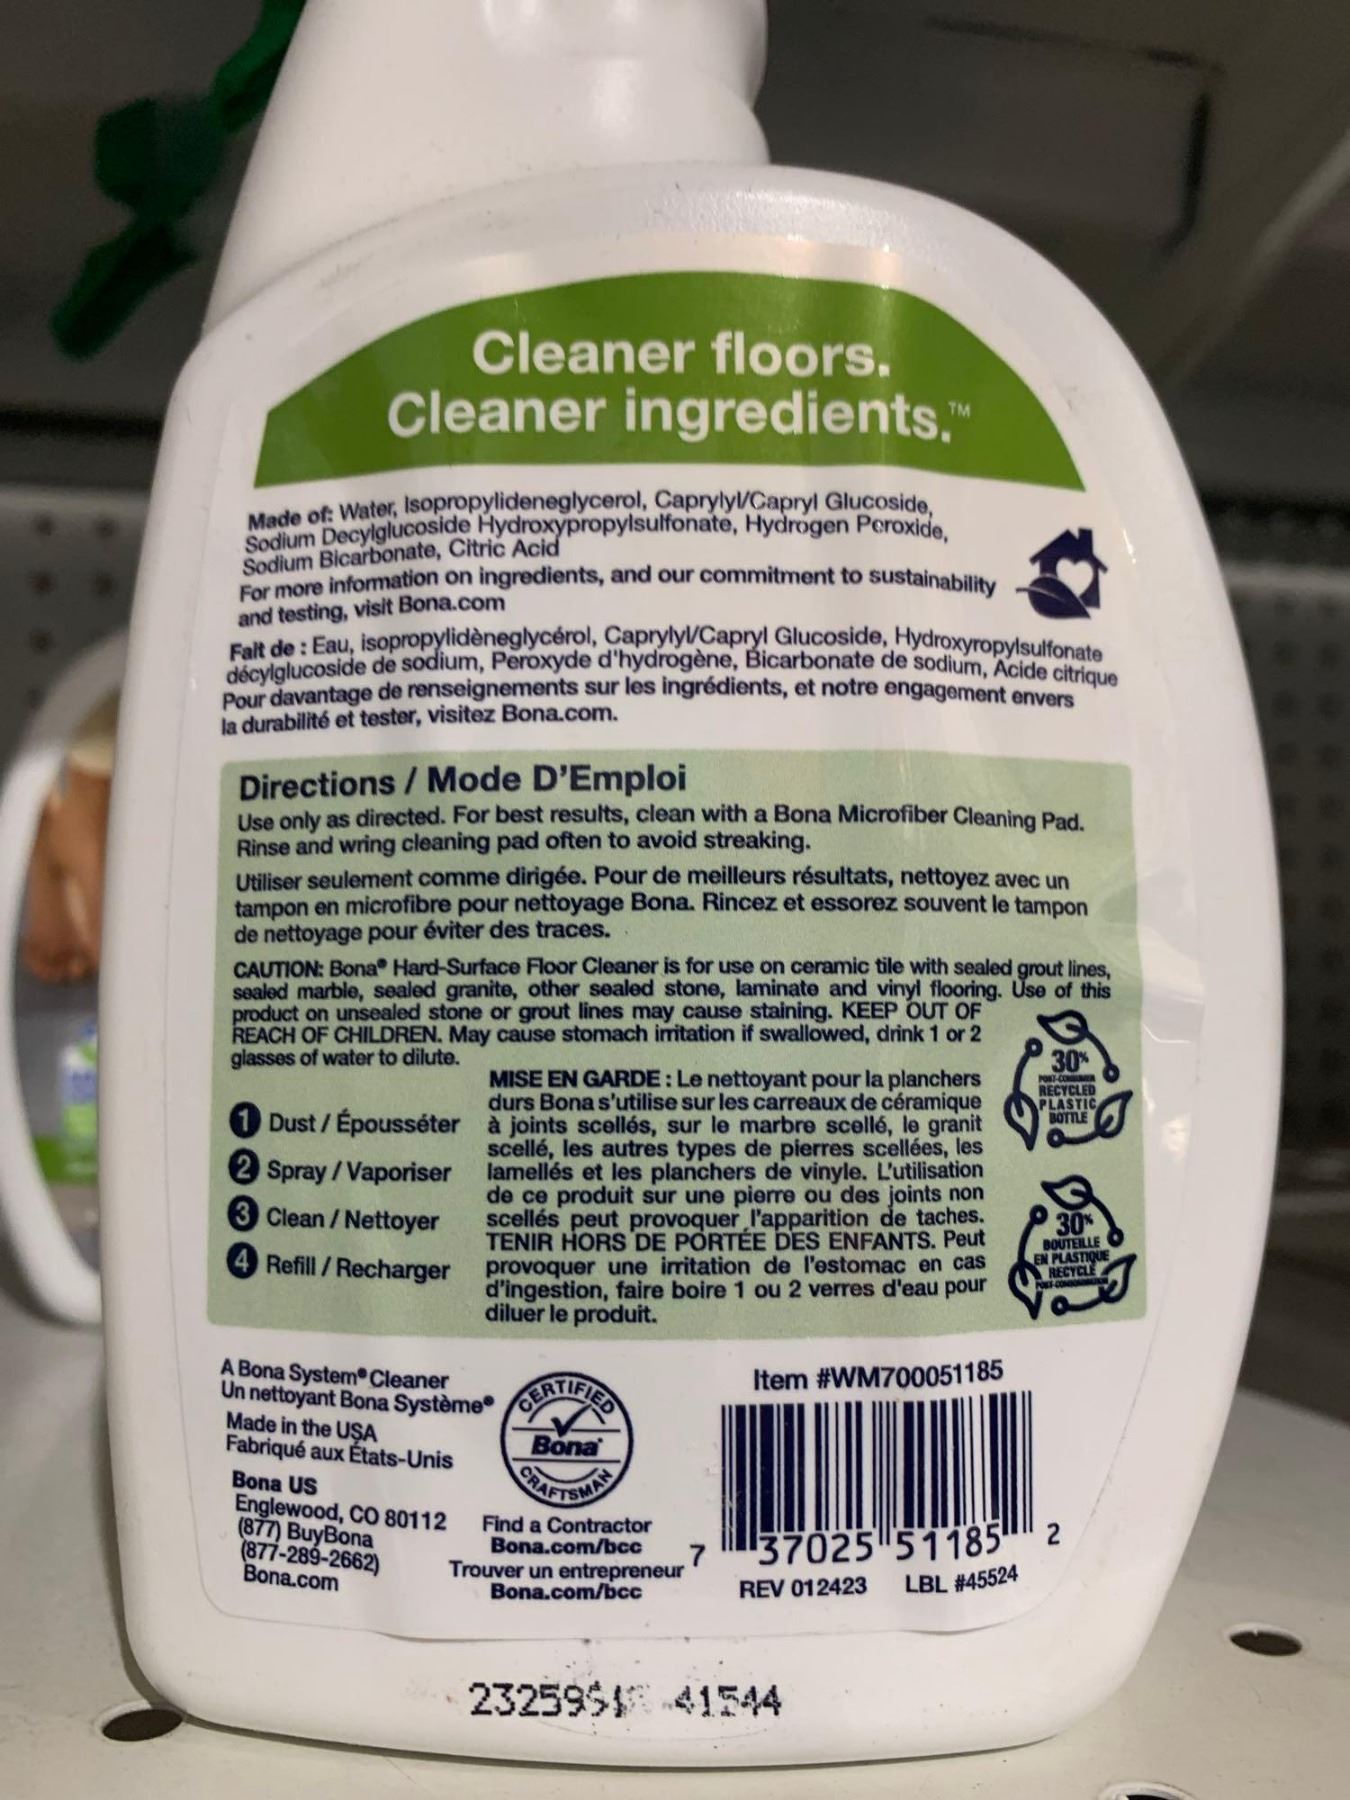 Cleaner floors.
Cleaner ingredients.™
Made of: Water, Isopropylideneglycerol, Caprylyl/Capryl Glucoside,
Sodium Decylglucoside Hydroxypropylsulfonate, Hydrogen Peroxide,
Sodium Bicarbonate, Citric Acid
For more information on ingredients, and our commitment to sustainability
and testing, visit Bona.com
Fait de : Eau, isopropylidèneglycérol, Caprylyl/Capryl Glucoside, Hydroxyropylsulfonate
décylglucoside de sodium, Peroxyde d'hydrogène, Bicarbonate de sodium, Acide citrique
Pour davantage de renseignements sur les ingrédients, et notre engagement envers
la durabilité et tester, visitez Bona.com.
Directions / Mode D'Emploi
Use only as directed. For best results, clean with a Bona Microfiber Cleaning Pad.
Rinse and wring cleaning pad often to avoid streaking.
Utiliser seulement comme dirigée. Pour de meilleurs résultats, nettoyez avec un
tampon en microfibre pour nettoyage Bona. Rincez et essorez souvent le tampon
de nettoyage pour éviter des traces.
CAUTION: Bona® Hard-Surface Floor Cleaner is for use on ceramic tile with sealed grout lines,
sealed marble, sealed granite, other sealed stone, laminate and vinyl flooring. Use of this
product on unsealed stone or grout lines may cause staining. KEEP OUT OF
REACH OF CHILDREN. May cause stomach irritation if swallowed, drink 1 or 2
glasses of water to dilute.
MISE EN GARDE : Le nettoyant pour la planchers
durs Bona s'utilise sur les carreaux de céramique
à joints scellés, sur le marbre scellé, le granit
scellé, les autres types de pierres scellées, les
lamellés et les planchers de vinyle. L'utilisation
de ce produit sur une pierre ou des joints non
scellés peut provoquer l'apparition de taches.
TENIR HORS DE PORTÉE DES ENFANTS. Peut
provoquer une irritation de l'estomac en cas
d'ingestion, faire boire 1 ou 2 verres d'eau pour
diluer le produit.
1 Dust / Épousséter
2 Spray / Vaporiser
3 Clean / Nettoyer
4 Refill / Recharger
30%
POST-CONSUMER
RECYCLED
PLASTIC
BOTTLE
30%
BOUTEILLE
EN PLASTIQUE
RECYCLÉ
POST-CONSOMMATION
A Bona System® Cleaner
Un nettoyant Bona Système®
Made in the USA
Fabriqué aux États-Unis
Bona US
Englewood, CO 80112
(877) BuyBona
(877-289-2662)
Bona.com
CERTIFIED
Bona
CRAFTSMAN
Find a Contractor
Bona.com/bcc
Trouver un entrepreneur
Bona.com/bcc
Item #WM700051185
7 37025 51185 2
REV 012423 LBL #45524
41544